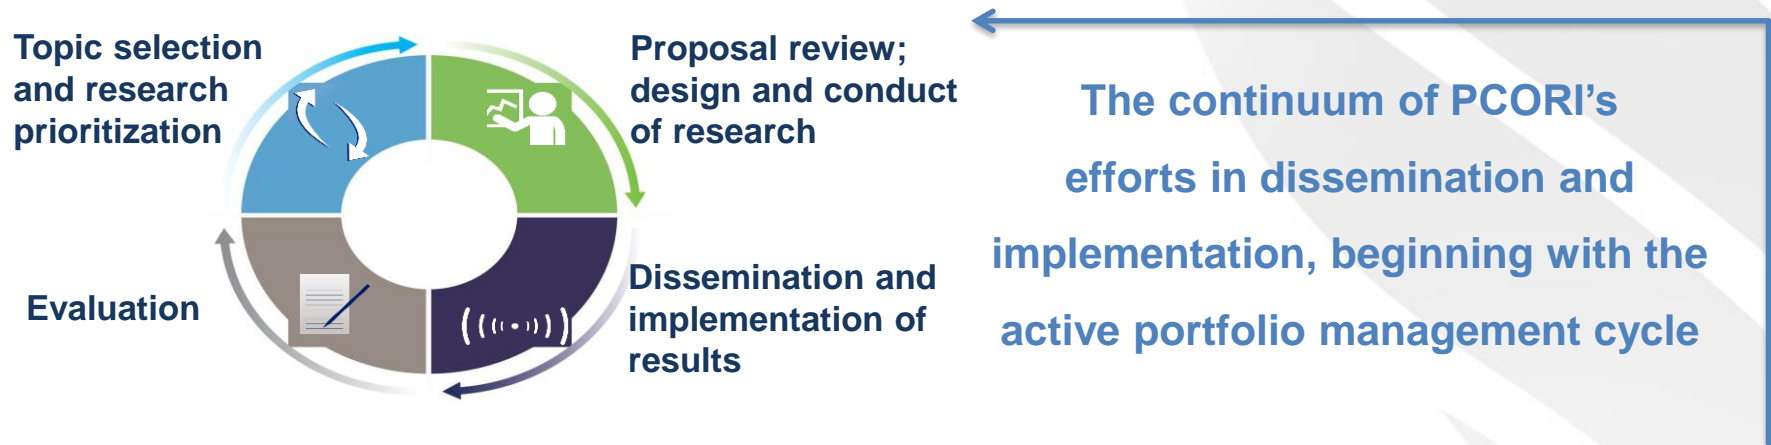 Topic selection
and research
prioritization
Proposal review;
design and conduct
of research
Evaluation
Dissemination and
implementation of
results
The continuum of PCORI’s
efforts in dissemination and
implementation, beginning with the
active portfolio management cycle